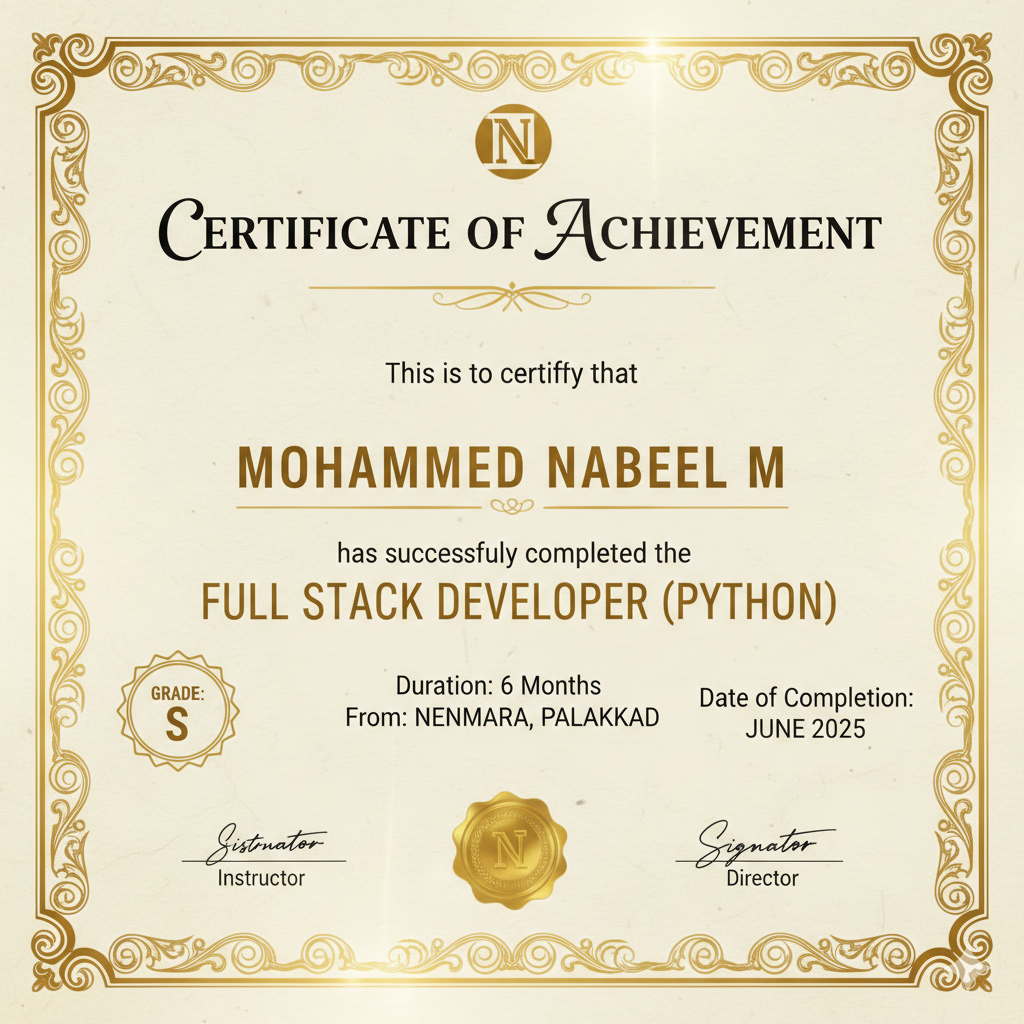 N
CERTIFICATE OF ACHIEVEMENT
This is to certiffy that
MOHAMMED NABEEL M
has successfuly completed the
FULL STACK DEVELOPER (PYTHON)
GRADE:
S
Duration: 6 Months
From: NENMARA, PALAKKAD
Date of Completion:
JUNE 2025
Sistruator
Instructor
N
Signator
Director